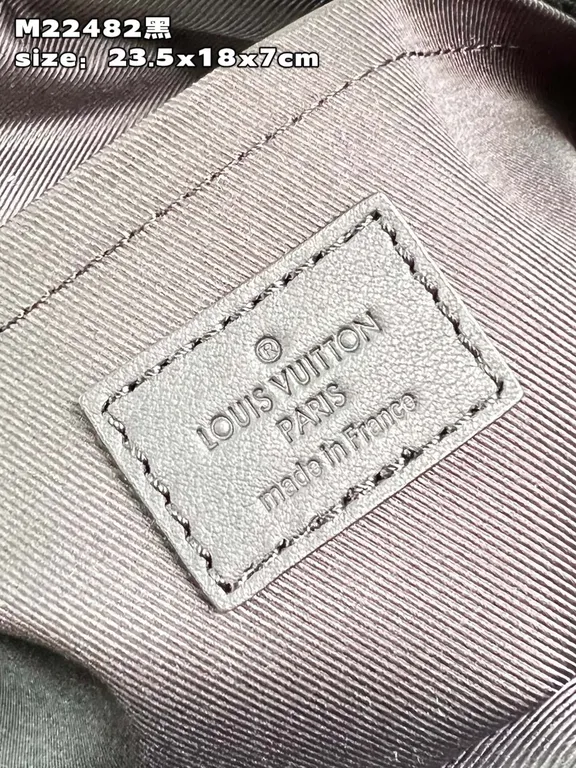 M22482黑
size：23.5x18x7cm
®
LOUIS VUITTON
PARIS
made in France